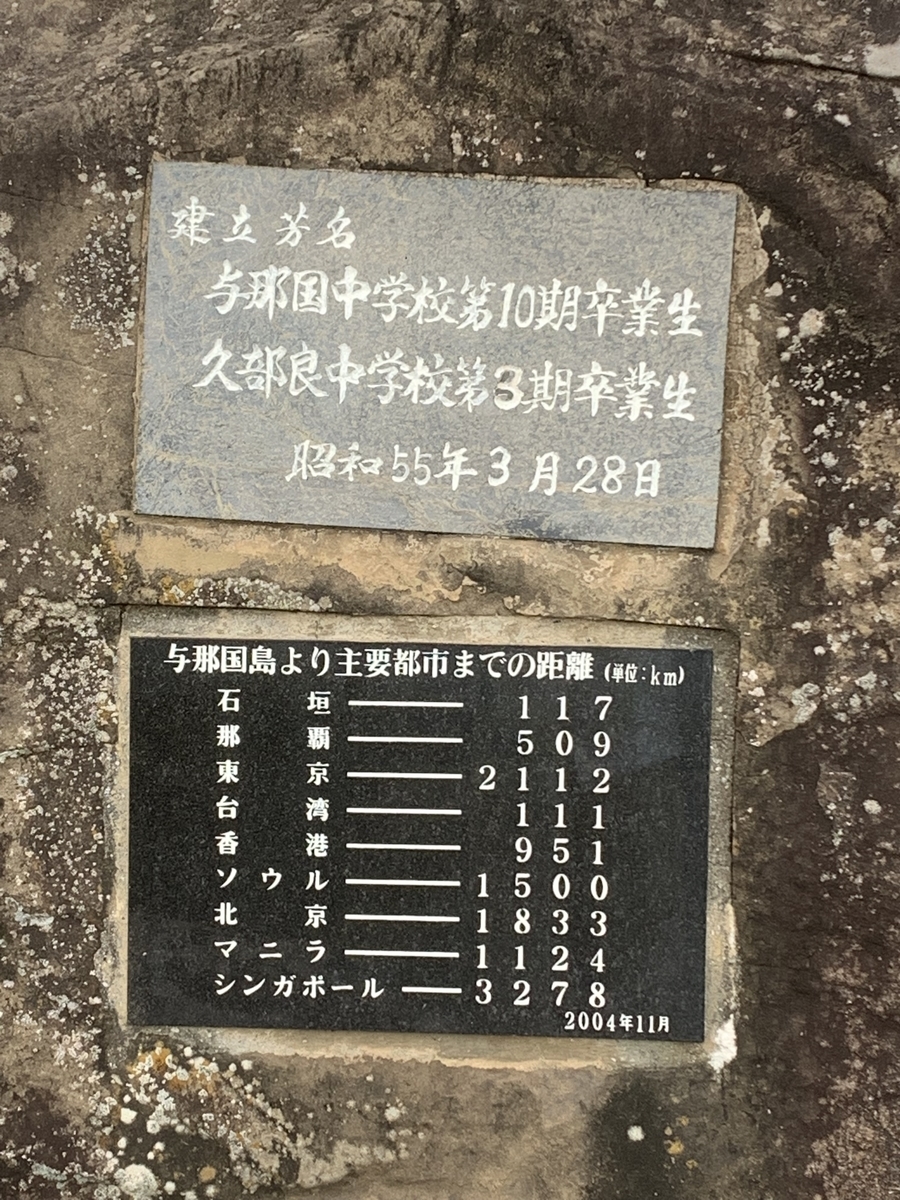 建立芳名
与那国中学校第10期卒業生
久部良中学校第3期卒業生
昭和55年3月28日
与那国島より主要都市までの距離(単位:km)
石垣――117
那覇――509
東京――2112
台湾――111
香港――951
ソウル――1500
北京――1833
マニラ――1124
シンガポール――3278
2004年11月